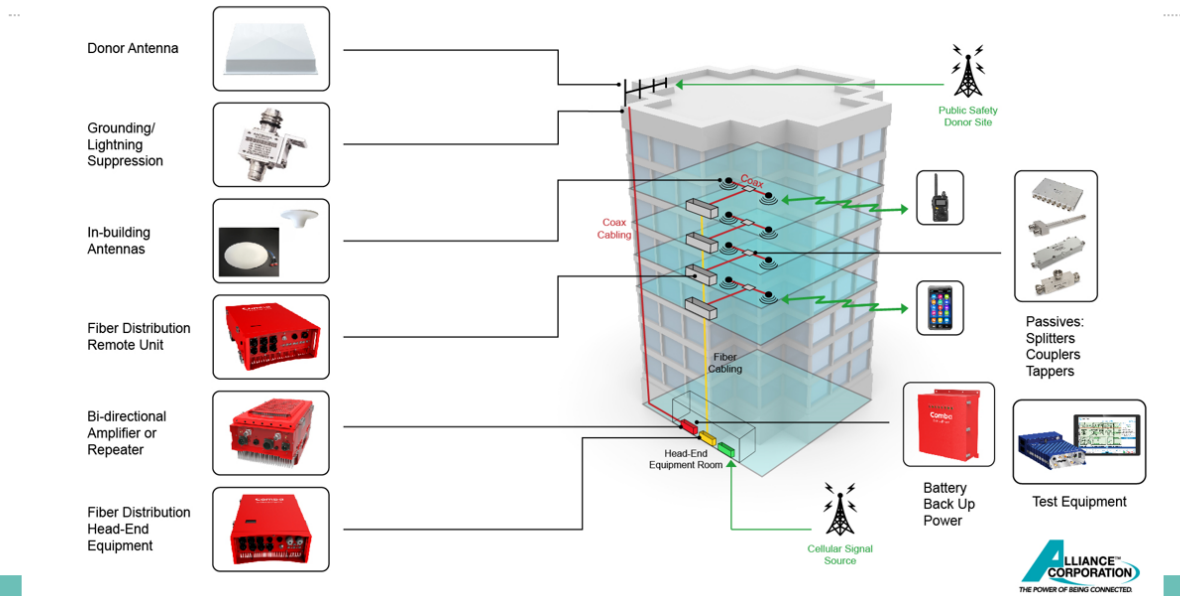 Donor Antenna
Grounding/
Lightning
Suppression
In-building
Antennas
Fiber Distribution
Remote Unit
Bi-directional
Amplifier or
Repeater
Fiber Distribution
Head-End
Equipment
Coax
Coax
Cabling
Fiber
Cabling
Head-End
Equipment Room
Public Safety
Donor Site
Cellular Signal
Source
Passives:
Splitters
Couplers
Tappers
Comba
Battery
Back Up
Power
Test Equipment
ALLIANCE™
CORPORATION
THE POWER OF BEING CONNECTED.